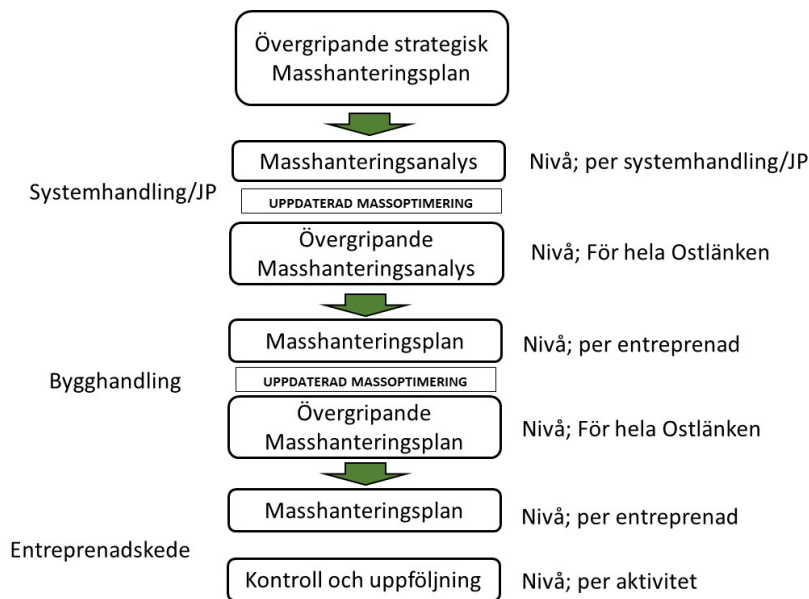 Övergripande strategisk
Masshanteringsplan
Masshanteringsanalys
Nivå; per systemhandling/JP
Systemhandling/JP
UPPDATERAD MASSOPTIMERING
Övergripande
Masshanteringsanalys
Nivå; För hela Ostlänken
Masshanteringsplan
Nivå; per entreprenad
Bygghandling
UPPDATERAD MASSOPTIMERING
Övergripande
Masshanteringsplan
Nivå; För hela Ostlänken
Masshanteringsplan
Nivå; per entreprenad
Entreprenadskede
Kontroll och uppföljning
Nivå; per aktivitet